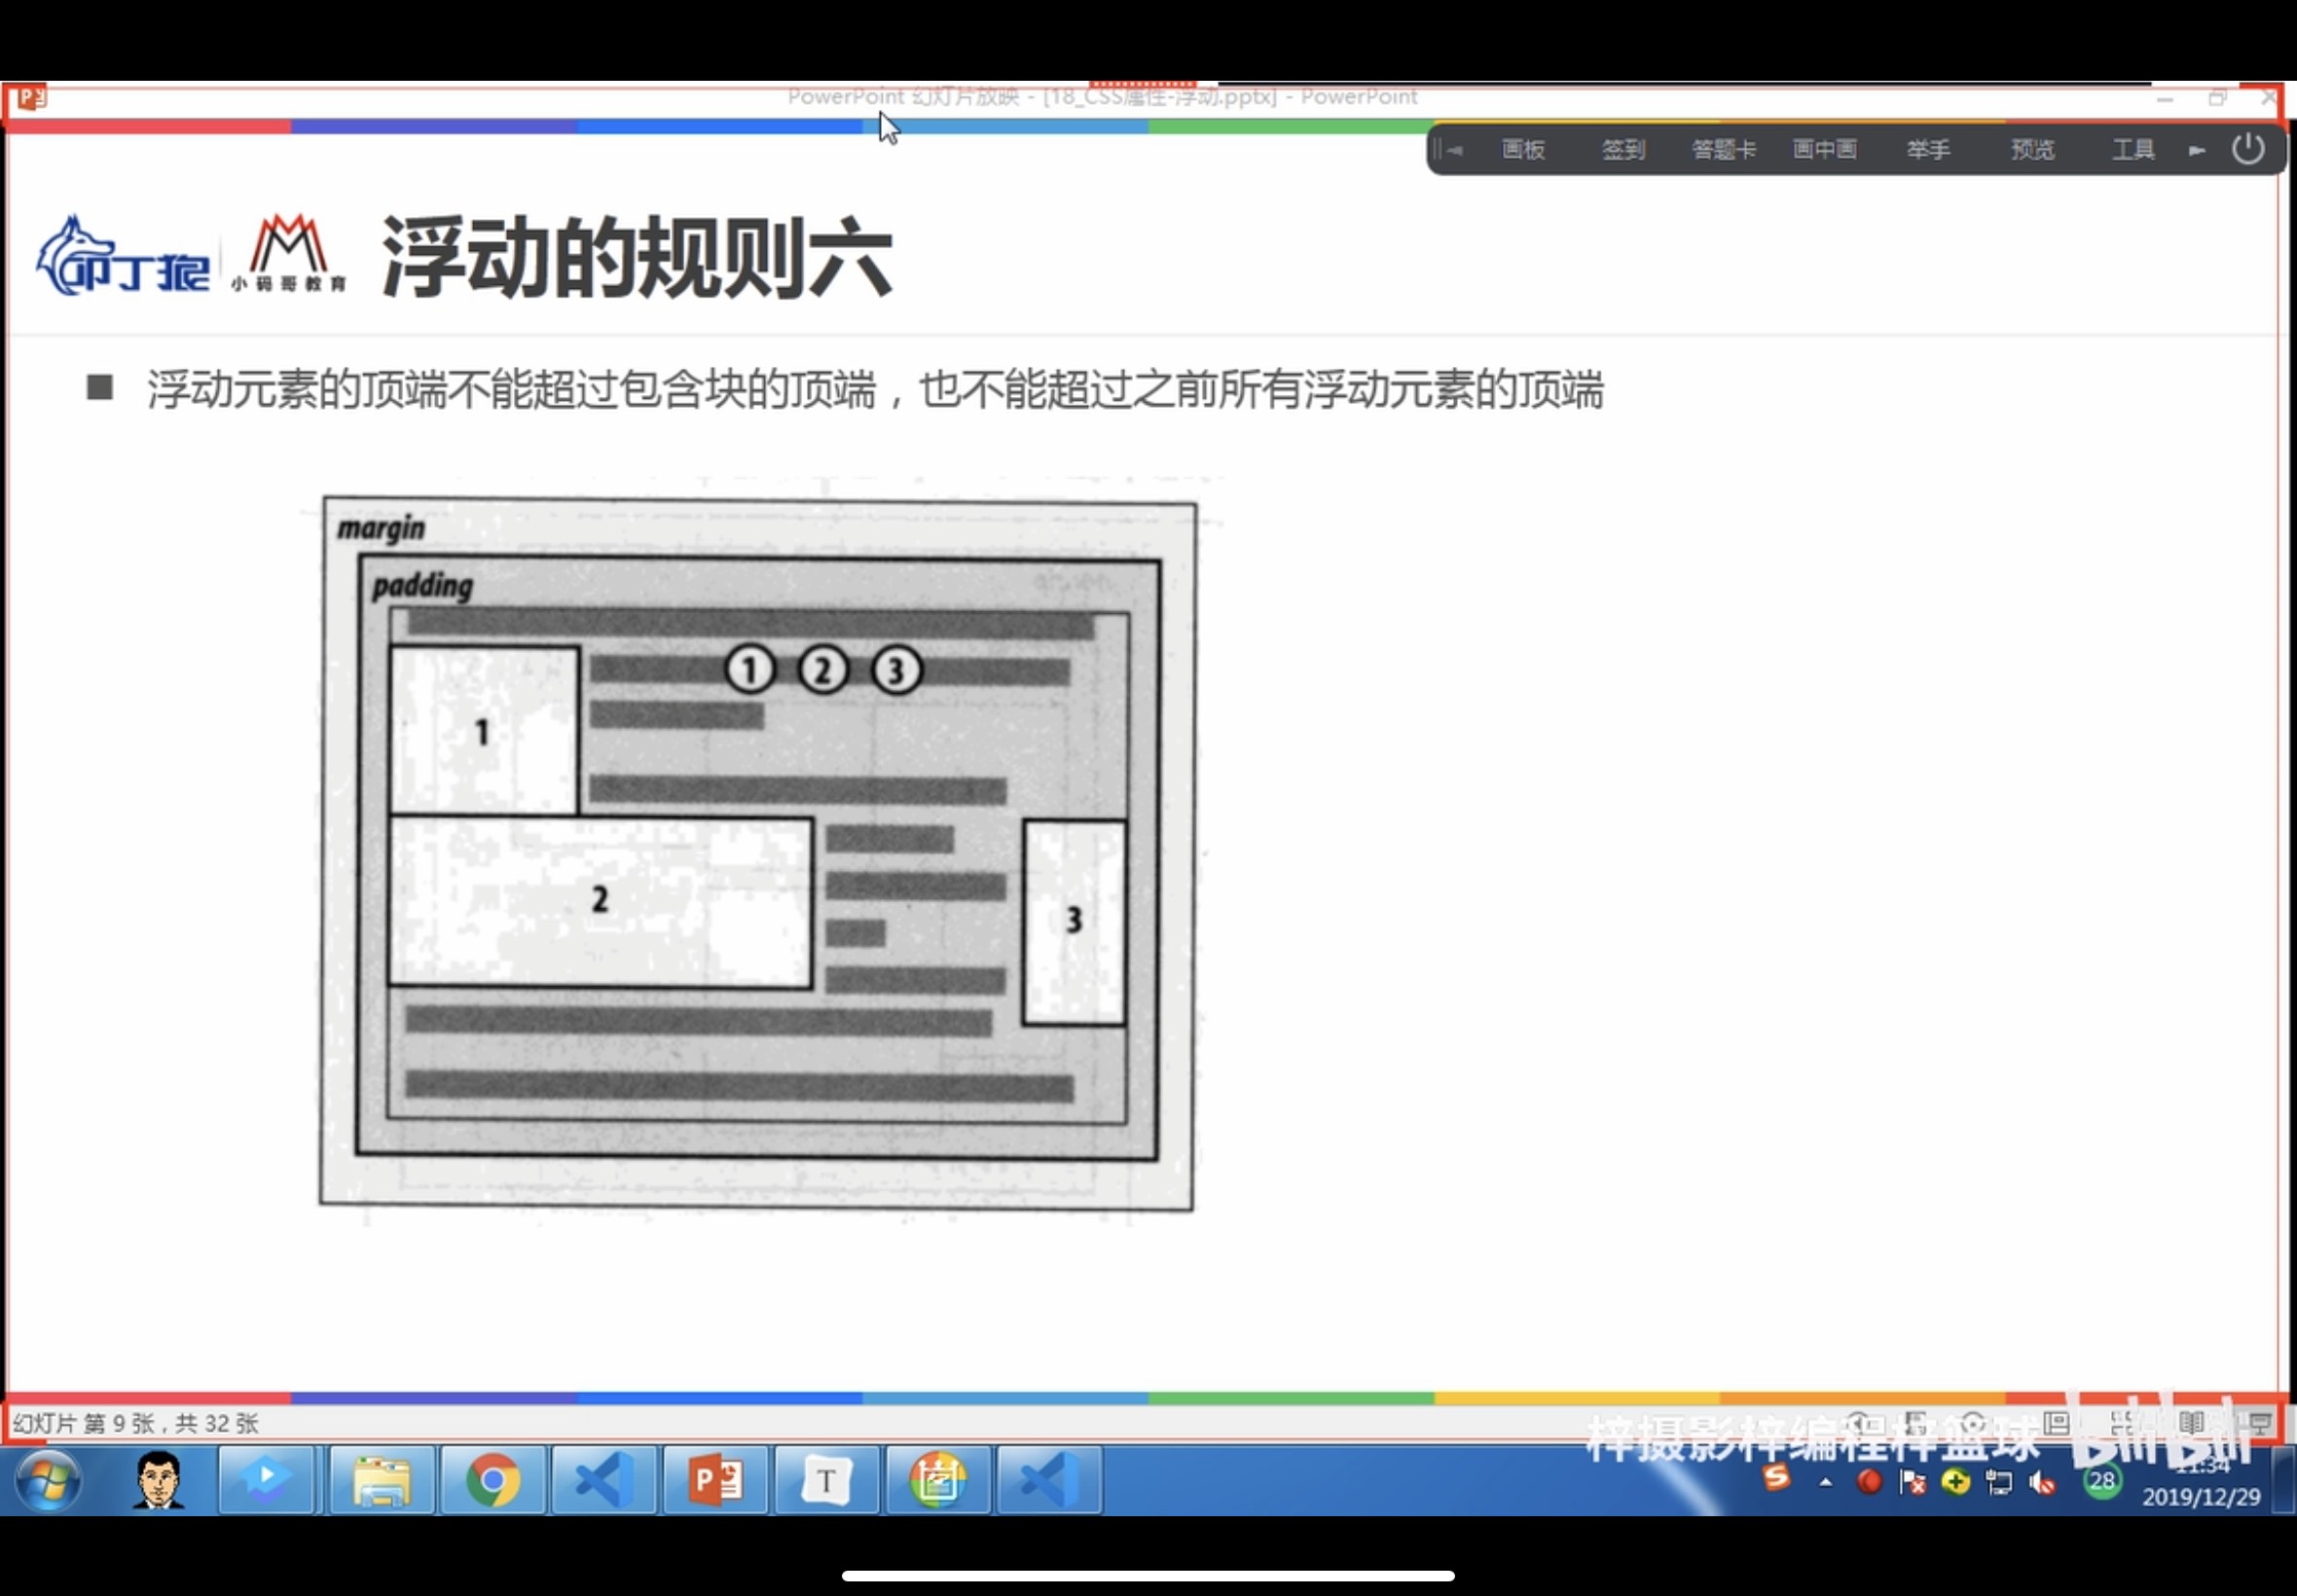 PowerPoint 幻灯片放映 - [18_CSS属性-浮动.pptx] - PowerPoint
画板 签到 答题卡 画中画 举手 预览 工具
叩丁狼 小码哥教育 浮动的规则六
■ 浮动元素的顶端不能超过包含块的顶端，也不能超过之前所有浮动元素的顶端
margin
padding
① ② ③
1
2
3
幻灯片 第 9 张，共 32 张
梓摄影梓编程梓篮球 bilibili
28
11:34
2019/12/29